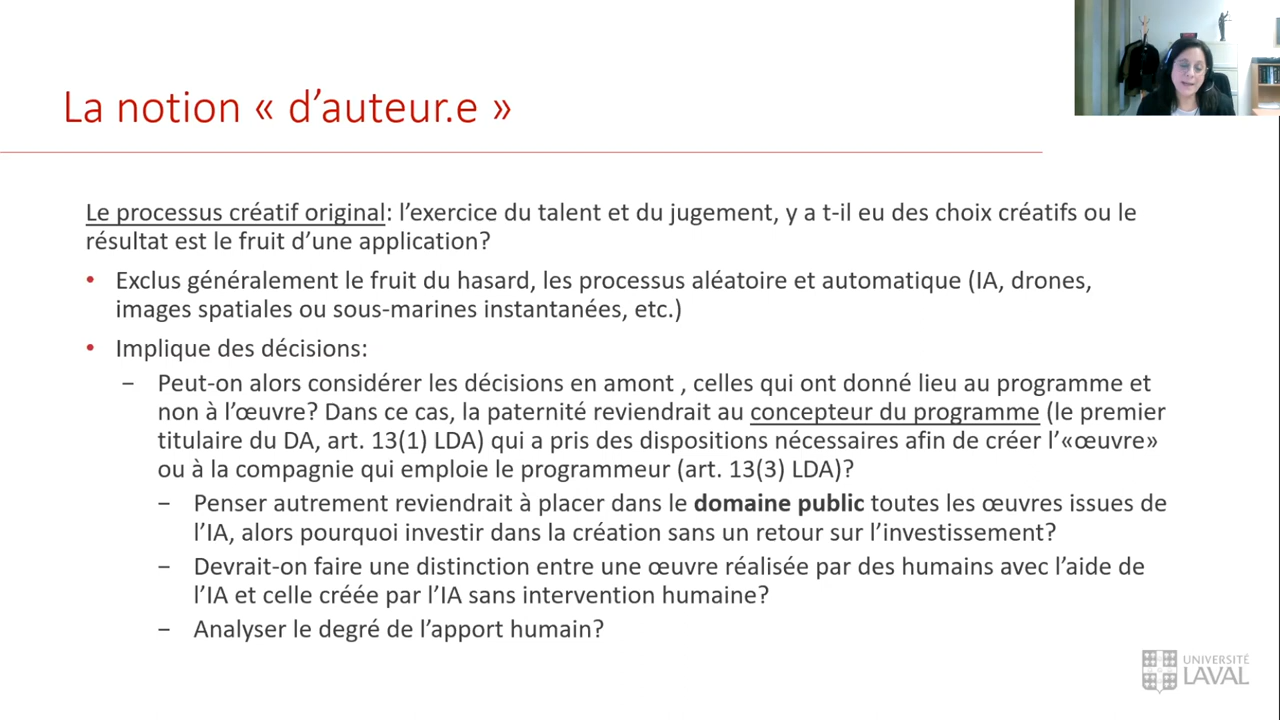 La notion « d’auteur.e »
Le processus créatif original: l’exercice du talent et du jugement, y a t-il eu des choix créatifs ou le
résultat est le fruit d’une application?
• Exclus généralement le fruit du hasard, les processus aléatoire et automatique (IA, drones,
images spatiales ou sous-marines instantanées, etc.)
• Implique des décisions:
− Peut-on alors considérer les décisions en amont , celles qui ont donné lieu au programme et
non à l’œuvre? Dans ce cas, la paternité reviendrait au concepteur du programme (le premier
titulaire du DA, art. 13(1) LDA) qui a pris des dispositions nécessaires afin de créer l’«œuvre»
ou à la compagnie qui emploie le programmeur (art. 13(3) LDA)?
− Penser autrement reviendrait à placer dans le domaine public toutes les œuvres issues de
l’IA, alors pourquoi investir dans la création sans un retour sur l’investissement?
− Devrait-on faire une distinction entre une œuvre réalisée par des humains avec l’aide de
l’IA et celle créée par l’IA sans intervention humaine?
− Analyser le degré de l’apport humain?
UNIVERSITÉ
LAVAL